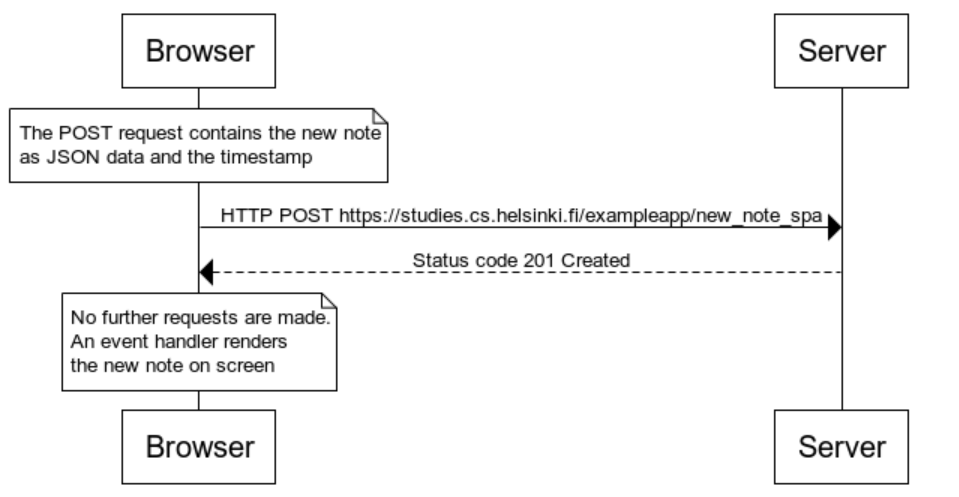 Browser
Server
The POST request contains the new note
as JSON data and the timestamp
HTTP POST https://studies.cs.helsinki.fi/exampleapp/new_note_spa
Status code 201 Created
No further requests are made.
An event handler renders
the new note on screen
Browser
Server